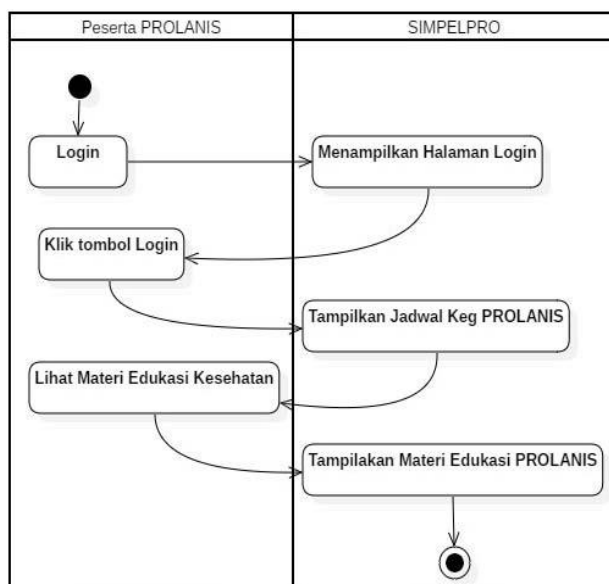 Peserta PROLANIS
SIMPELPRO
Login
Menampilkan Halaman Login
Klik tombol Login
Tampilkan Jadwal Keg PROLANIS
Lihat Materi Edukasi Kesehatan
Tampilakan Materi Edukasi PROLANIS